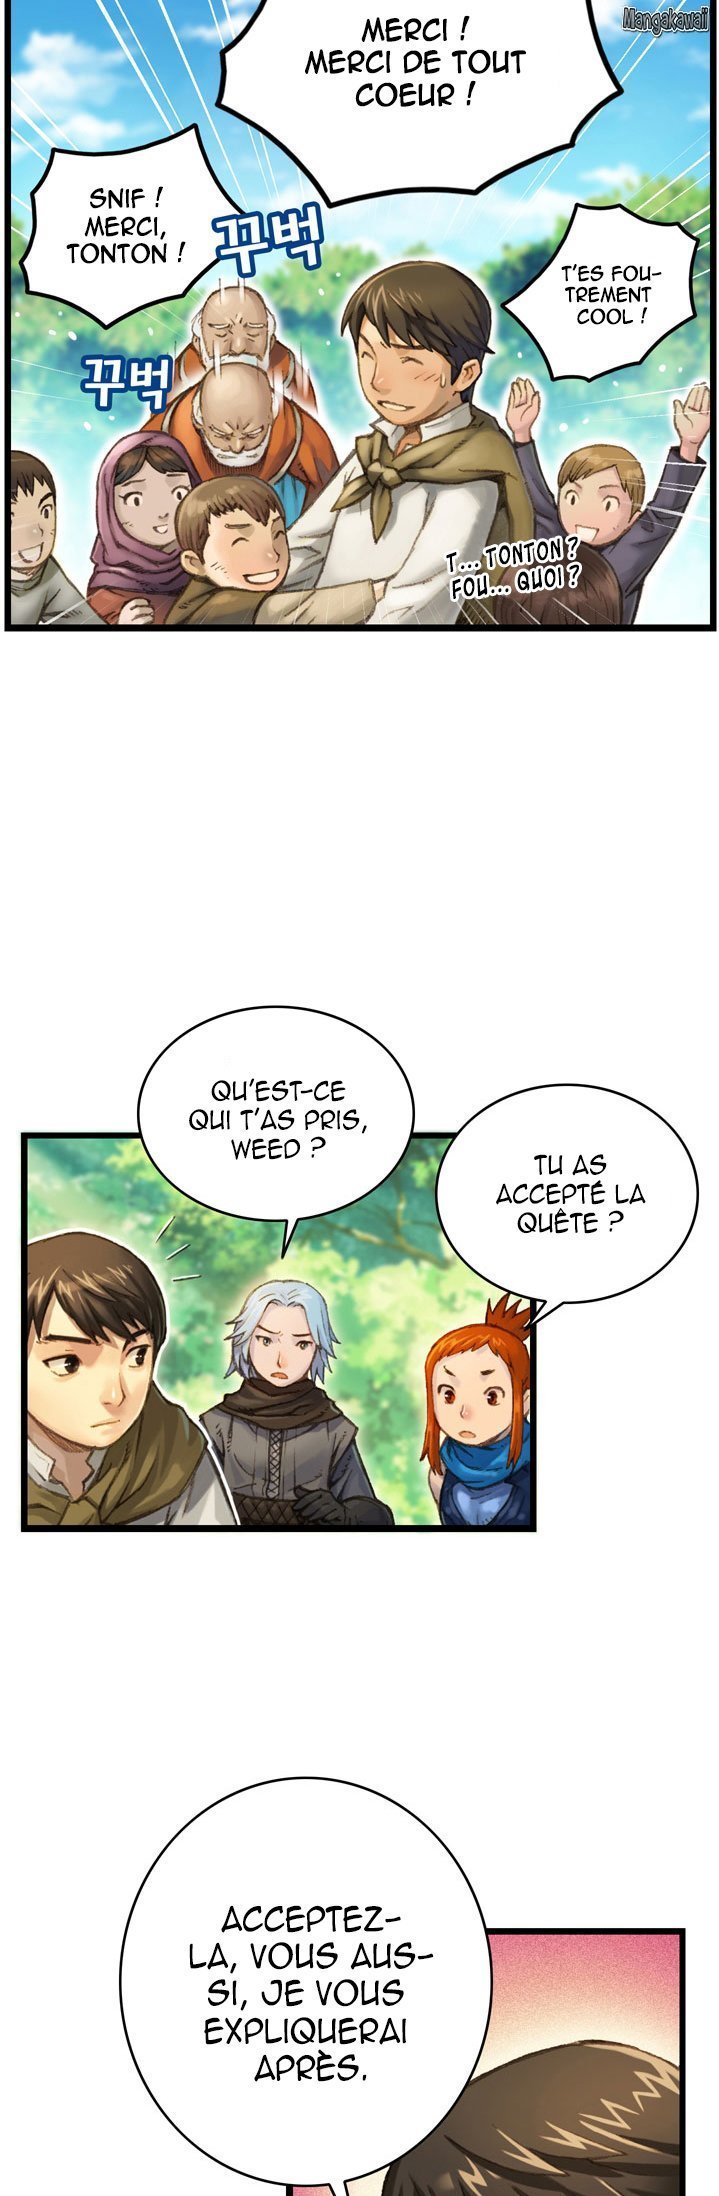 Mangakawaii
MERCI !
MERCI DE TOUT
COEUR !
SNIF !
MERCI,
TONTON !
꾸벅
T'ES FOU-
TREMENT
COOL !
꾸벅
T... TONTON ?
FOU... QUOI ?
QU'EST-CE
QUI T'AS PRIS,
WEED ?
TU AS
ACCEPTÉ LA
QUÊTE ?
ACCEPTEZ-
LA, VOUS AUS-
SI, JE VOUS
EXPLIQUERAI
APRÈS.